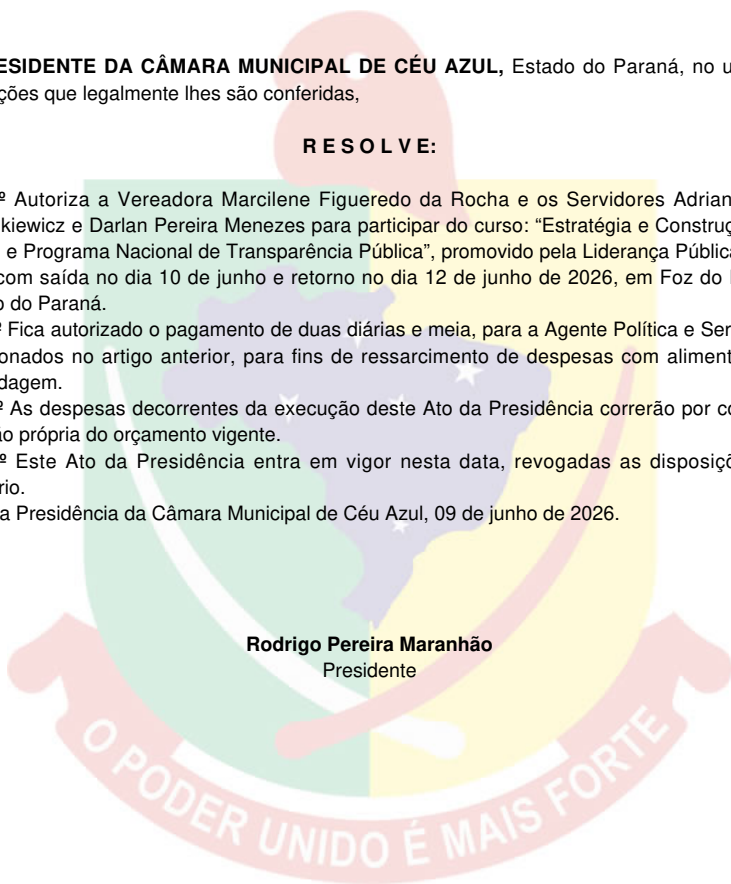 ESIDENTE DA CÂMARA MUNICIPAL DE CÉU AZUL, Estado do Paraná, no u
ções que legalmente lhes são conferidas,
R E S O L V E:
º Autoriza a Vereadora Marcilene Figueredo da Rocha e os Servidores Adrian
kiewicz e Darlan Pereira Menezes para participar do curso: “Estratégia e Construç
e Programa Nacional de Transparência Pública”, promovido pela Liderança Pública
com saída no dia 10 de junho e retorno no dia 12 de junho de 2026, em Foz do
o do Paraná.
º Fica autorizado o pagamento de duas diárias e meia, para a Agente Política e Ser
onados no artigo anterior, para fins de ressarcimento de despesas com aliment
dagem.
º As despesas decorrentes da execução deste Ato da Presidência correrão por co
ão própria do orçamento vigente.
º Este Ato da Presidência entra em vigor nesta data, revogadas as disposiçõ
rio.
a Presidência da Câmara Municipal de Céu Azul, 09 de junho de 2026.
Rodrigo Pereira Maranhão
Presidente
O PODER UNIDO É MAIS FORTE